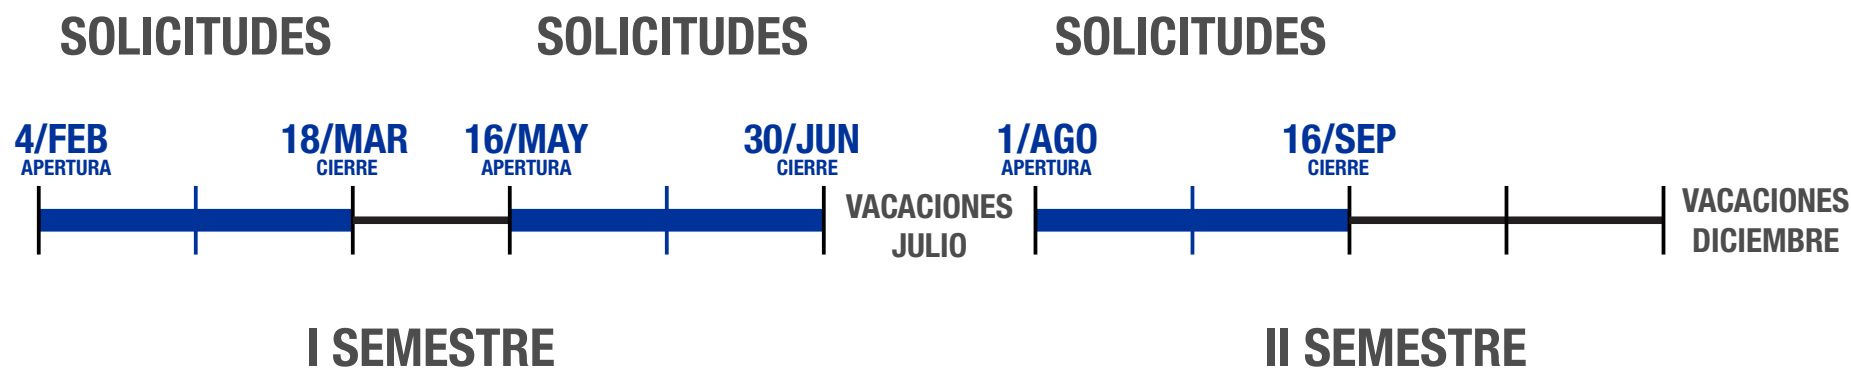 SOLICITUDES
SOLICITUDES
SOLICITUDES
4/FEB
APERTURA
18/MAR
CIERRE
16/MAY
APERTURA
30/JUN
CIERRE
VACACIONES
JULIO
1/AGO
APERTURA
16/SEP
CIERRE
VACACIONES
DICIEMBRE
I SEMESTRE
II SEMESTRE